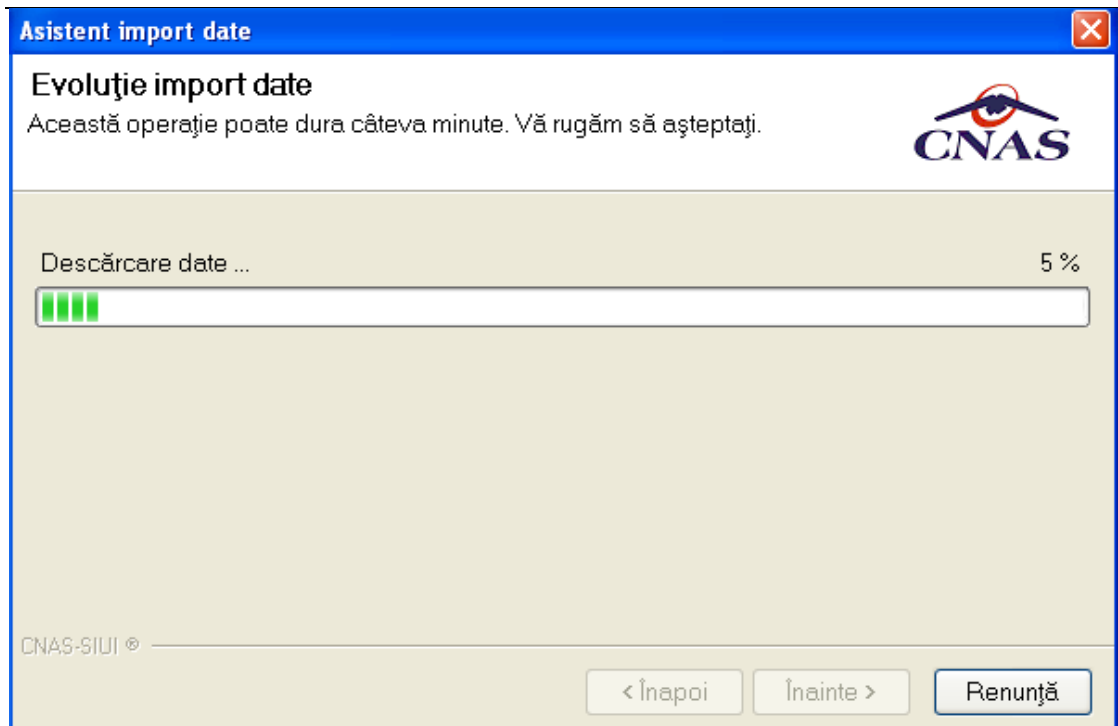 Asistent import date
Evoluţie import date
Această operaţie poate dura câteva minute. Vă rugăm să aşteptaţi.
CNAS
Descărcare date ... 5 %
CNAS-SIUI ®
< Înapoi Înainte > Renunţă